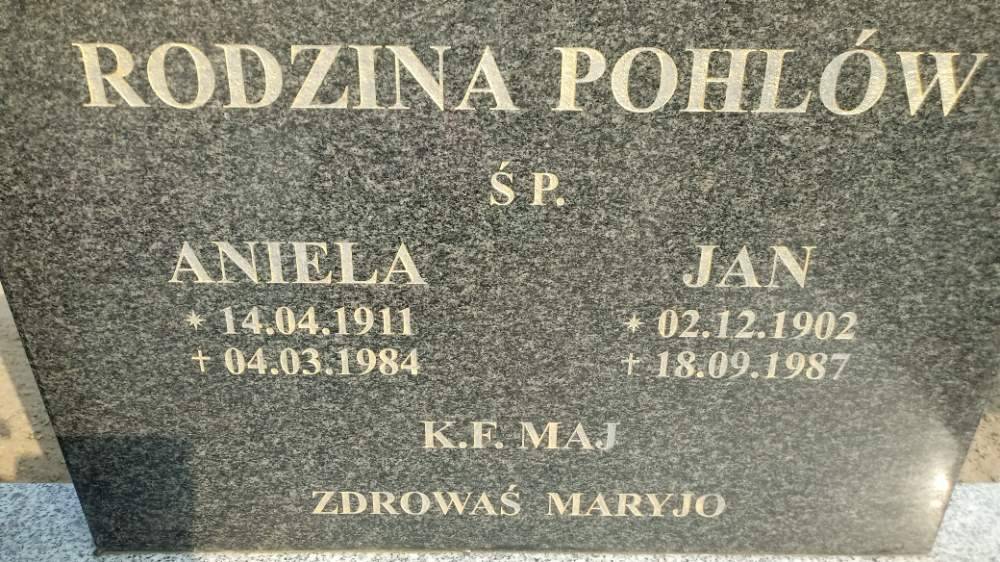 RODZINA POHLÓW
Ś P.
ANIELA JAN
* 14.04.1911 * 02.12.1902
† 04.03.1984 † 18.09.1987
K.F. MAJ
ZDROWAŚ MARYJO